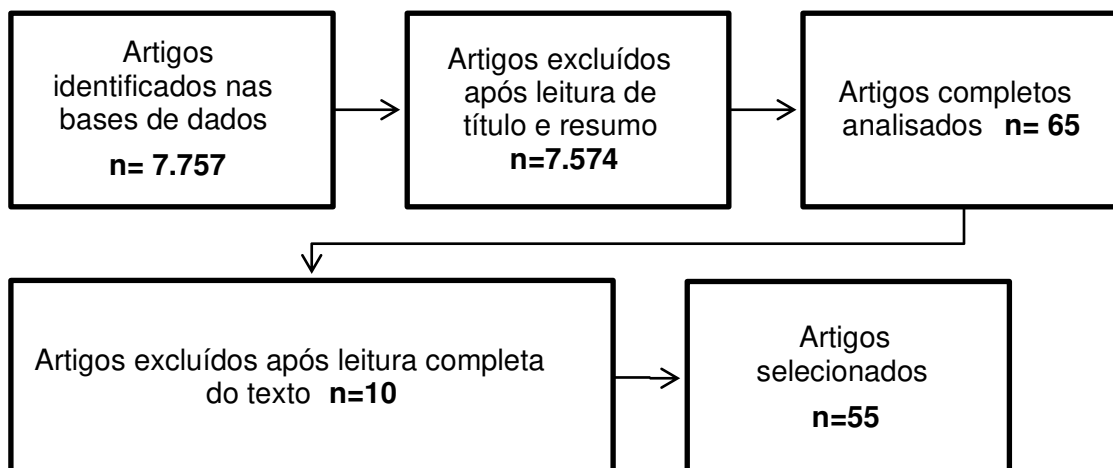 Artigos
identificados nas
bases de dados
n= 7.757
Artigos excluídos
após leitura de
título e resumo
n=7.574
Artigos completos
analisados n= 65
Artigos excluídos após leitura completa
do texto n=10
Artigos
selecionados
n=55